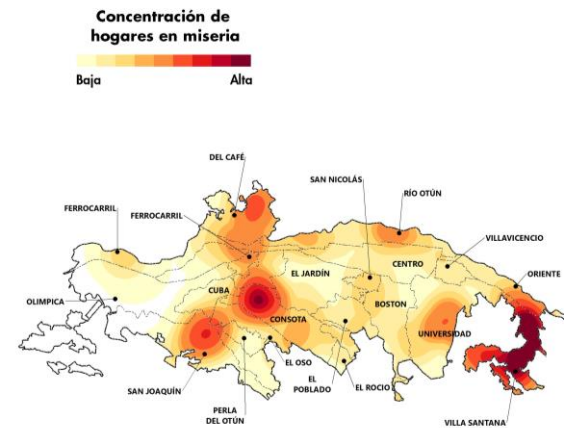 Concentración de
hogares en miseria
Baja
Alta
DEL CAFÉ
SAN NICOLÁS
RÍO OTÚN
FERROCARRIL
FERROCARRIL
VILLAVICENCIO
CENTRO
EL JARDÍN
ORIENTE
CUBA
OLIMPICA
BOSTON
CONSOTA
UNIVERSIDAD
EL OSO
SAN JOAQUÍN
EL
POBLADO
EL ROCIO
PERLA
DEL OTÚN
VILLA SANTANA